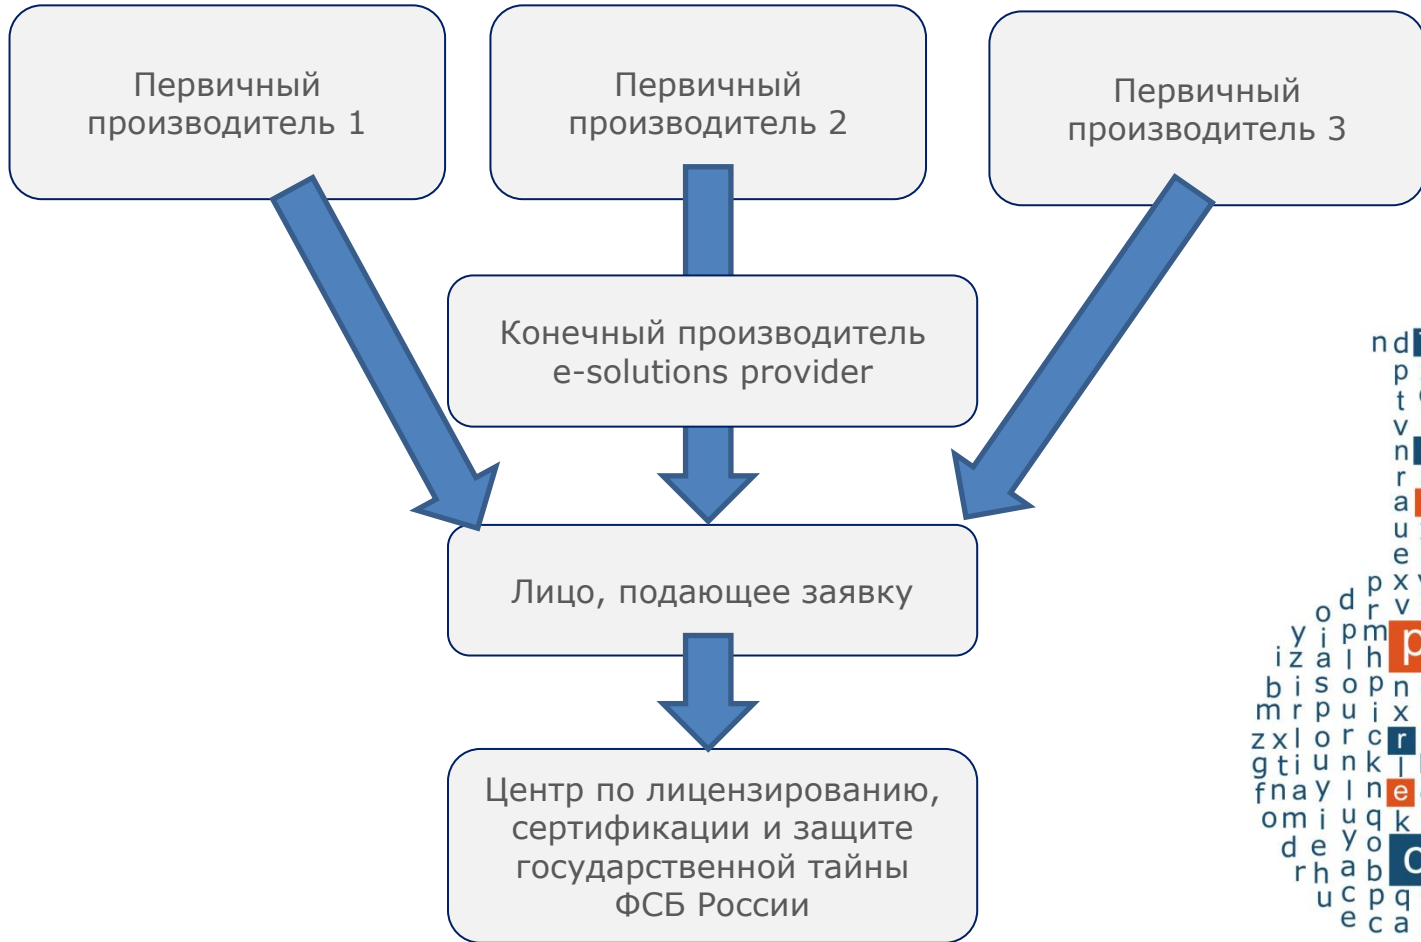 Первичный
производитель 1
Первичный
производитель 2
Первичный
производитель 3
Конечный производитель
e-solutions provider
Лицо, подающее заявку
Центр по лицензированию,
сертификации и защите
государственной тайны
ФСБ России